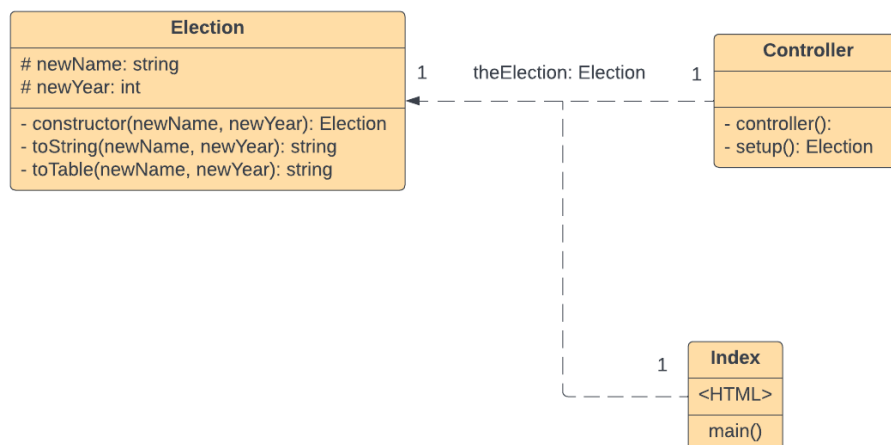 Election
# newName: string
# newYear: int
- constructor(newName, newYear): Election
- toString(newName, newYear): string
- toTable(newName, newYear): string
1
theElection: Election
1
Controller
- controller():
- setup(): Election
1
Index
<HTML>
main()